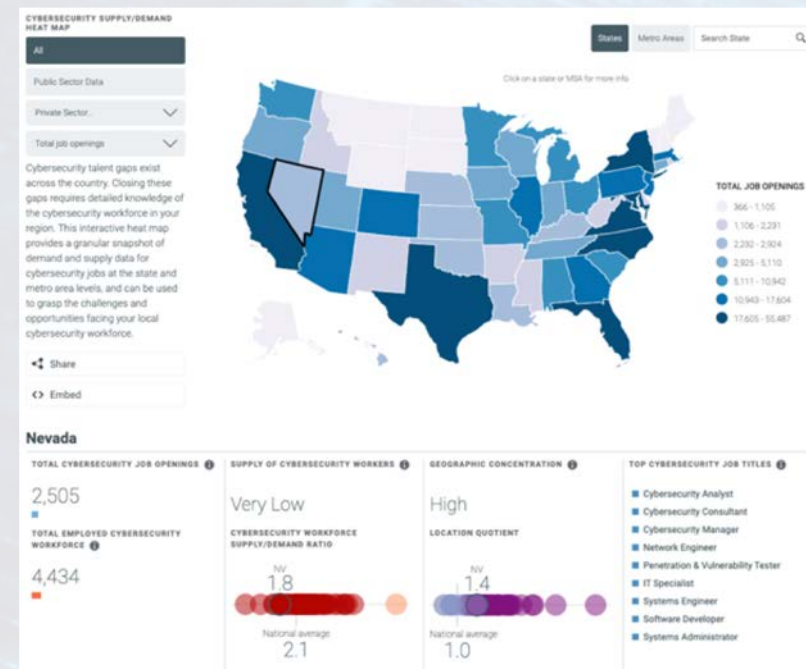 CYBERSECURITY SUPPLY/DEMAND
HEAT MAP
All
Public Sector Data
Private Sector..
Total job openings
Cybersecurity talent gaps exist
across the country. Closing these
gaps requires detailed knowledge of
the cybersecurity workforce in your
region. This interactive heat map
provides a granular snapshot of
demand and supply data for
cybersecurity jobs at the state and
metro area levels, and can be used
to grasp the challenges and
opportunities facing your local
cybersecurity workforce.
Share
Embed
States
Metro Areas
Search State
Click on a state or MSA for more info
TOTAL JOB OPENINGS
366 - 1,105
1,106 - 2,231
2,232 - 2,924
2,925 - 5,110
5,111 - 10,942
10,943 - 17,604
17,605 - 55,487
Nevada
TOTAL CYBERSECURITY JOB OPENINGS
2,505
TOTAL EMPLOYED CYBERSECURITY
WORKFORCE
4,434
SUPPLY OF CYBERSECURITY WORKERS
Very Low
CYBERSECURITY WORKFORCE
SUPPLY/DEMAND RATIO
NV
1.8
National average
2.1
GEOGRAPHIC CONCENTRATION
High
LOCATION QUOTIENT
NV
1.4
National average
1.0
TOP CYBERSECURITY JOB TITLES
Cybersecurity Analyst
Cybersecurity Consultant
Cybersecurity Manager
Network Engineer
Penetration & Vulnerability Tester
IT Specialist
Systems Engineer
Software Developer
Systems Administrator